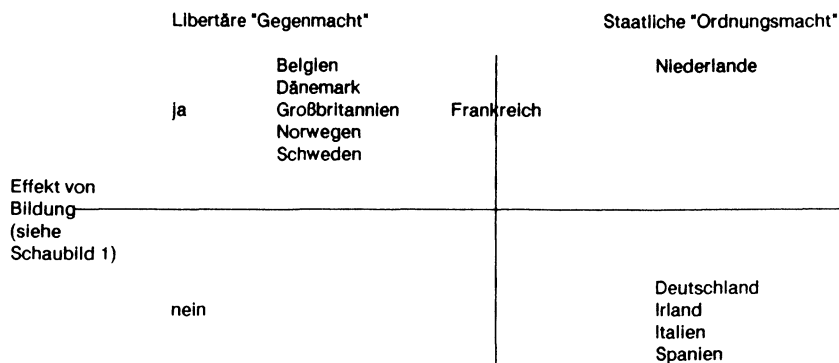 Libertäre "Gegenmacht" Staatliche "Ordnungsmacht"
Belgien Niederlande
Dänemark
ja Großbritannien Frankreich
Norwegen
Schweden
Effekt von
Bildung
(siehe
Schaubild 1)
Deutschland
nein Irland
Italien
Spanien